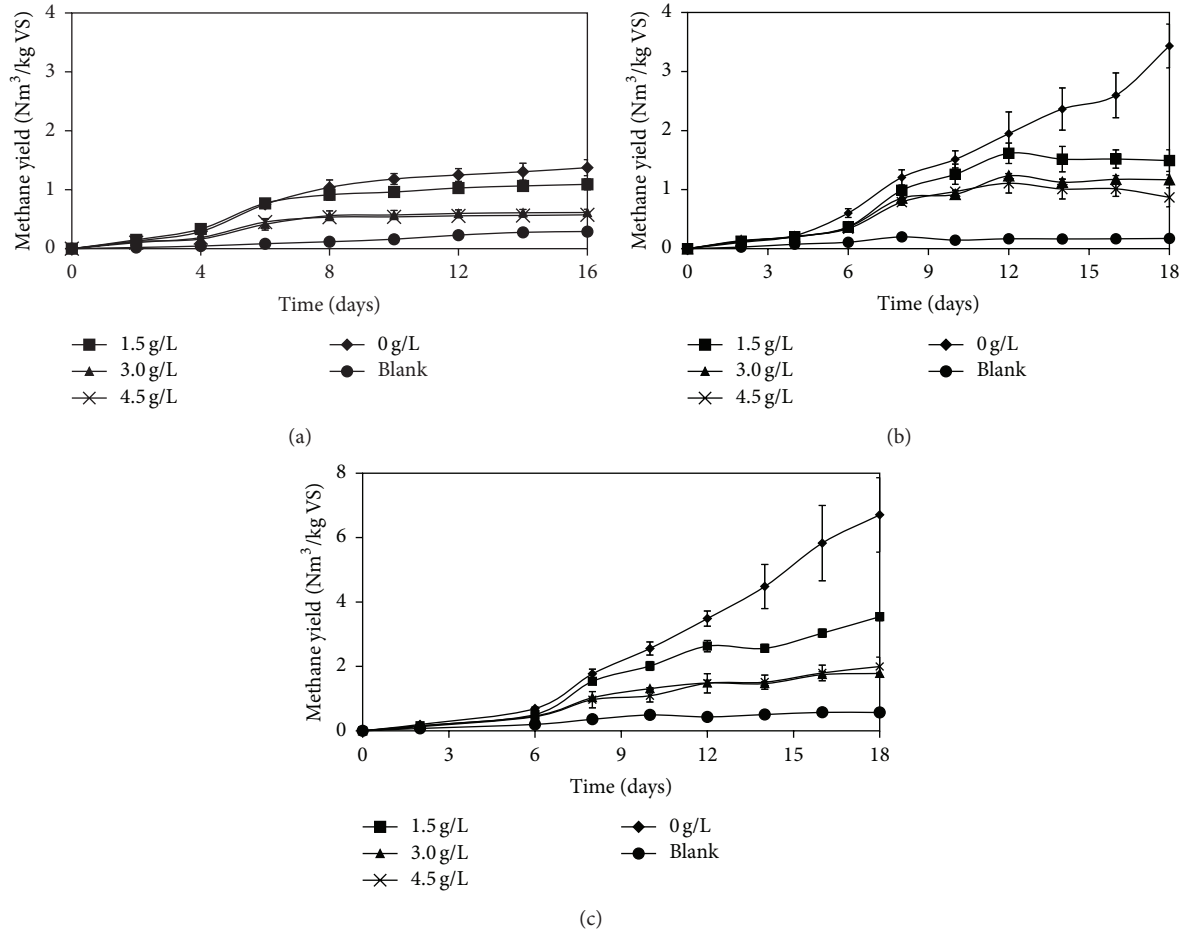 Methane yield (Nm³/kg VS)
4
3
2
1
0
0 4 8 12 16
Time (days)
1.5 g/L 0 g/L
3.0 g/L Blank
4.5 g/L
(a)
Methane yield (Nm³/kg VS)
4
3
2
1
0
0 3 6 9 12 15 18
Time (days)
1.5 g/L 0 g/L
3.0 g/L Blank
4.5 g/L
(b)
Methane yield (Nm³/kg VS)
8
6
4
2
0
0 3 6 9 12 15 18
Time (days)
1.5 g/L 0 g/L
3.0 g/L Blank
4.5 g/L
(c)